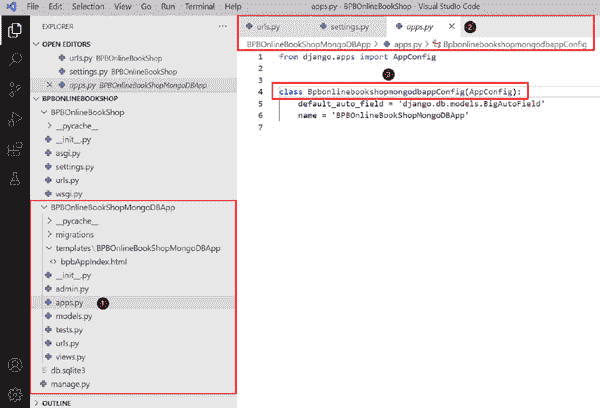 File Edit Selection View Go Run Terminal Help apps.py - BPBOnlineBookShop - Visual Studio Code
EXPLORER ...
OPEN EDITORS
urls.py BPBOnlineBookShop
settings.py BPBOnlineBookShop
apps.py BPBOnlineBookShopMongoDBApp
BPBONLINEBOOKSHOP
BPBOnlineBookShop
__pycache__
__init__.py
asgi.py
settings.py
urls.py
wsgi.py
BPBOnlineBookShopMongoDBApp
__pycache__
migrations
templates\BPBOnlineBookShopMongoDBApp
bpbAppIndex.html
__init__.py
admin.py
apps.py 1
models.py
tests.py
urls.py
views.py
db.sqlite3
manage.py
OUTLINE
urls.py settings.py apps.py 2
BPBOnlineBookShopMongoDBApp > apps.py > BpbonlinebookshopmongodbappConfig
1 from django.apps import AppConfig
2 3
3
4 class BpbonlinebookshopmongodbappConfig(AppConfig):
5 default_auto_field = 'django.db.models.BigAutoField'
6 name = 'BPBOnlineBookShopMongoDBApp'
7